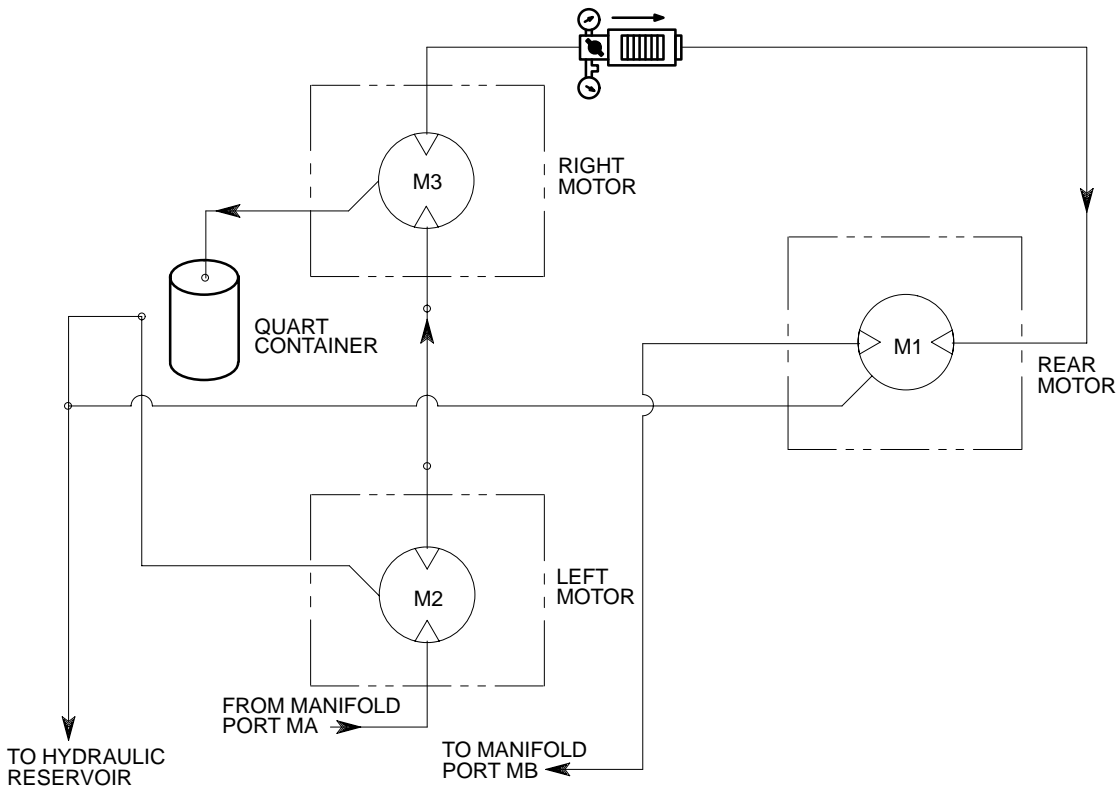 M3
RIGHT
MOTOR
QUART
CONTAINER
M1
REAR
MOTOR
M2
LEFT
MOTOR
FROM MANIFOLD
PORT MA
TO HYDRAULIC
RESERVOIR
TO MANIFOLD
PORT MB